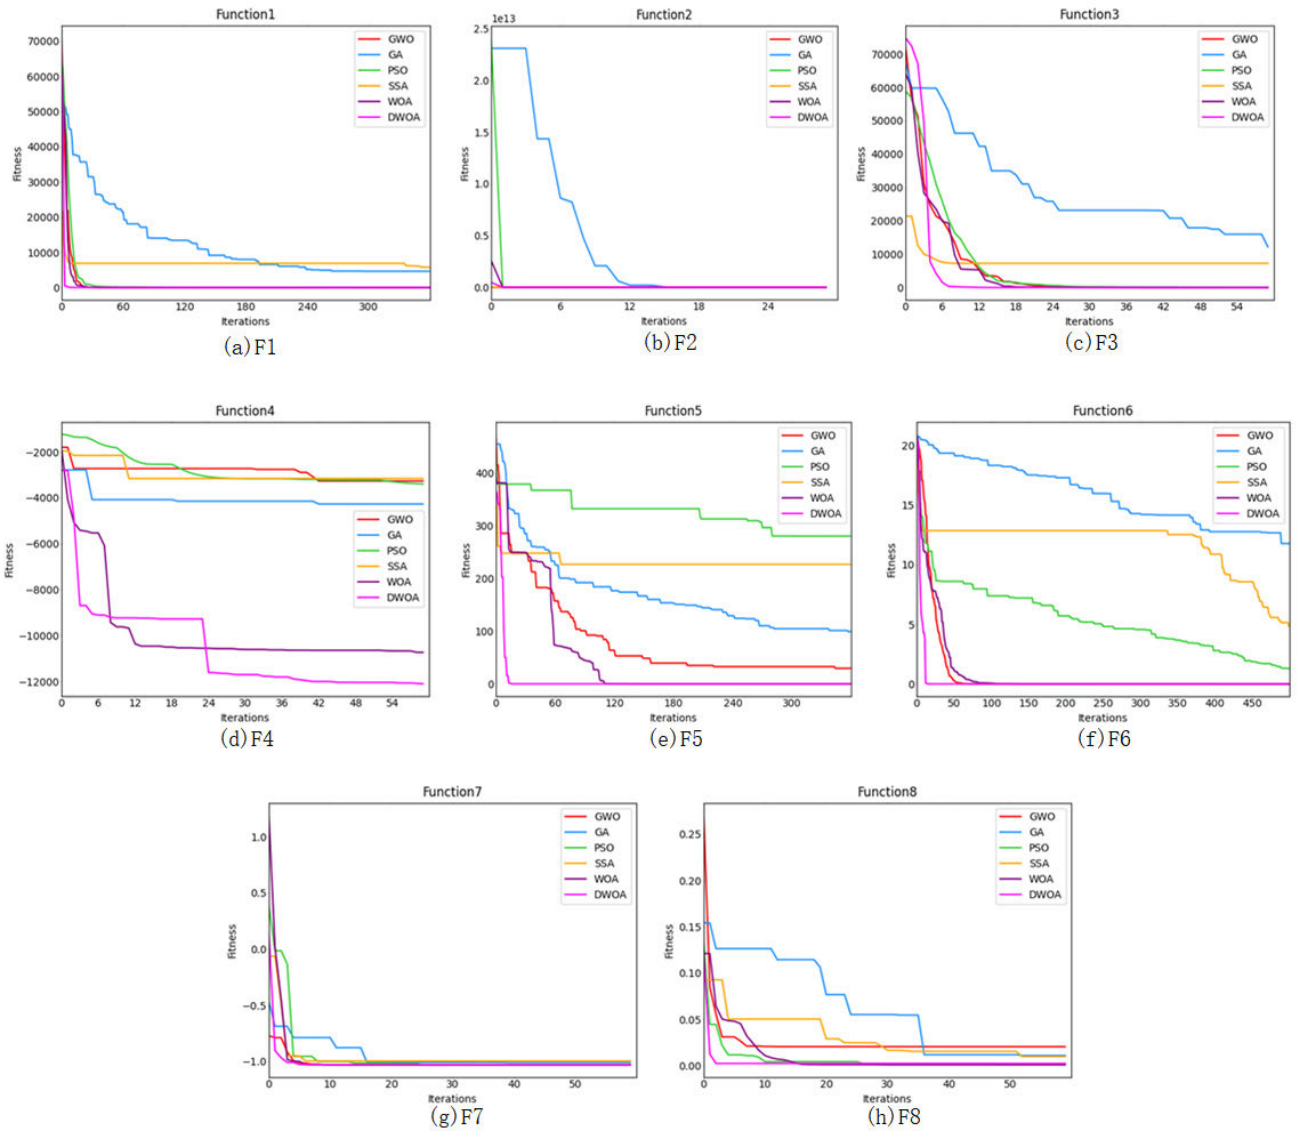 Function1
70000
60000
50000
40000
30000
20000
10000
0
Fitness
0 60 120 180 240 300
Iterations
GWO
GA
PSO
SSA
WOA
DWOA
(a)F1
Function2
1e13
2.5
2.0
1.5
1.0
0.5
0.0
Fitness
0 6 12 18 24
Iterations
GWO
GA
PSO
SSA
WOA
DWOA
(b)F2
Function3
70000
60000
50000
40000
30000
20000
10000
0
Fitness
0 6 12 18 24 30 36 42 48 54
Iterations
GWO
GA
PSO
SSA
WOA
DWOA
(c)F3
Function4
−2000
−4000
−6000
−8000
−10000
−12000
Fitness
0 6 12 18 24 30 36 42 48 54
Iterations
GWO
GA
PSO
SSA
WOA
DWOA
(d)F4
Function5
400
300
200
100
0
Fitness
0 60 120 180 240 300
Iterations
GWO
GA
PSO
SSA
WOA
DWOA
(e)F5
Function6
20
15
10
5
0
Fitness
0 50 100 150 200 250 300 350 400 450
Iterations
GWO
GA
PSO
SSA
WOA
DWOA
(f)F6
Function7
1.0
0.5
0.0
−0.5
−1.0
Fitness
0 10 20 30 40 50
Iterations
GWO
GA
PSO
SSA
WOA
DWOA
(g)F7
Function8
0.25
0.20
0.15
0.10
0.05
0.00
Fitness
0 10 20 30 40 50
Iterations
GWO
GA
PSO
SSA
WOA
DWOA
(h)F8